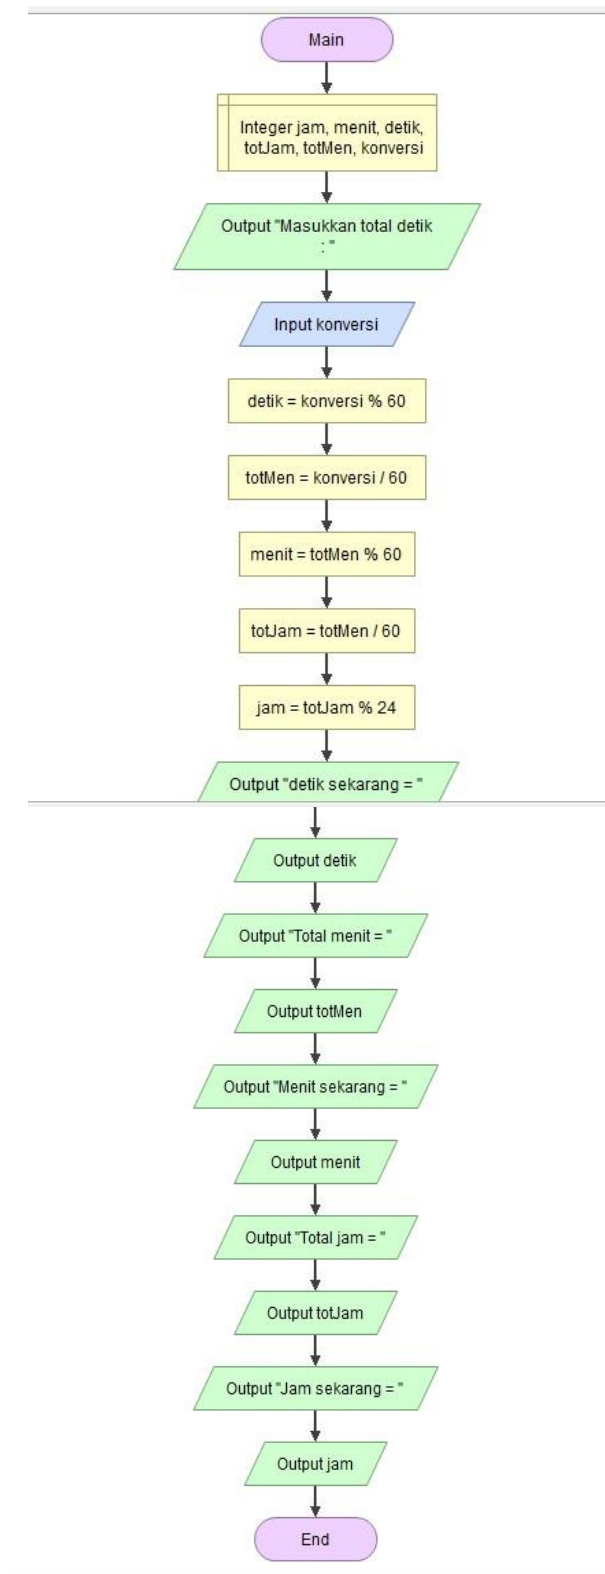 Main
Integer jam, menit, detik,
totJam, totMen, konversi
Output "Masukkan total detik
: "
Input konversi
detik = konversi % 60
totMen = konversi / 60
menit = totMen % 60
totJam = totMen / 60
jam = totJam % 24
Output "detik sekarang = "
Output detik
Output "Total menit = "
Output totMen
Output "Menit sekarang = "
Output menit
Output "Total jam = "
Output totJam
Output "Jam sekarang = "
Output jam
End